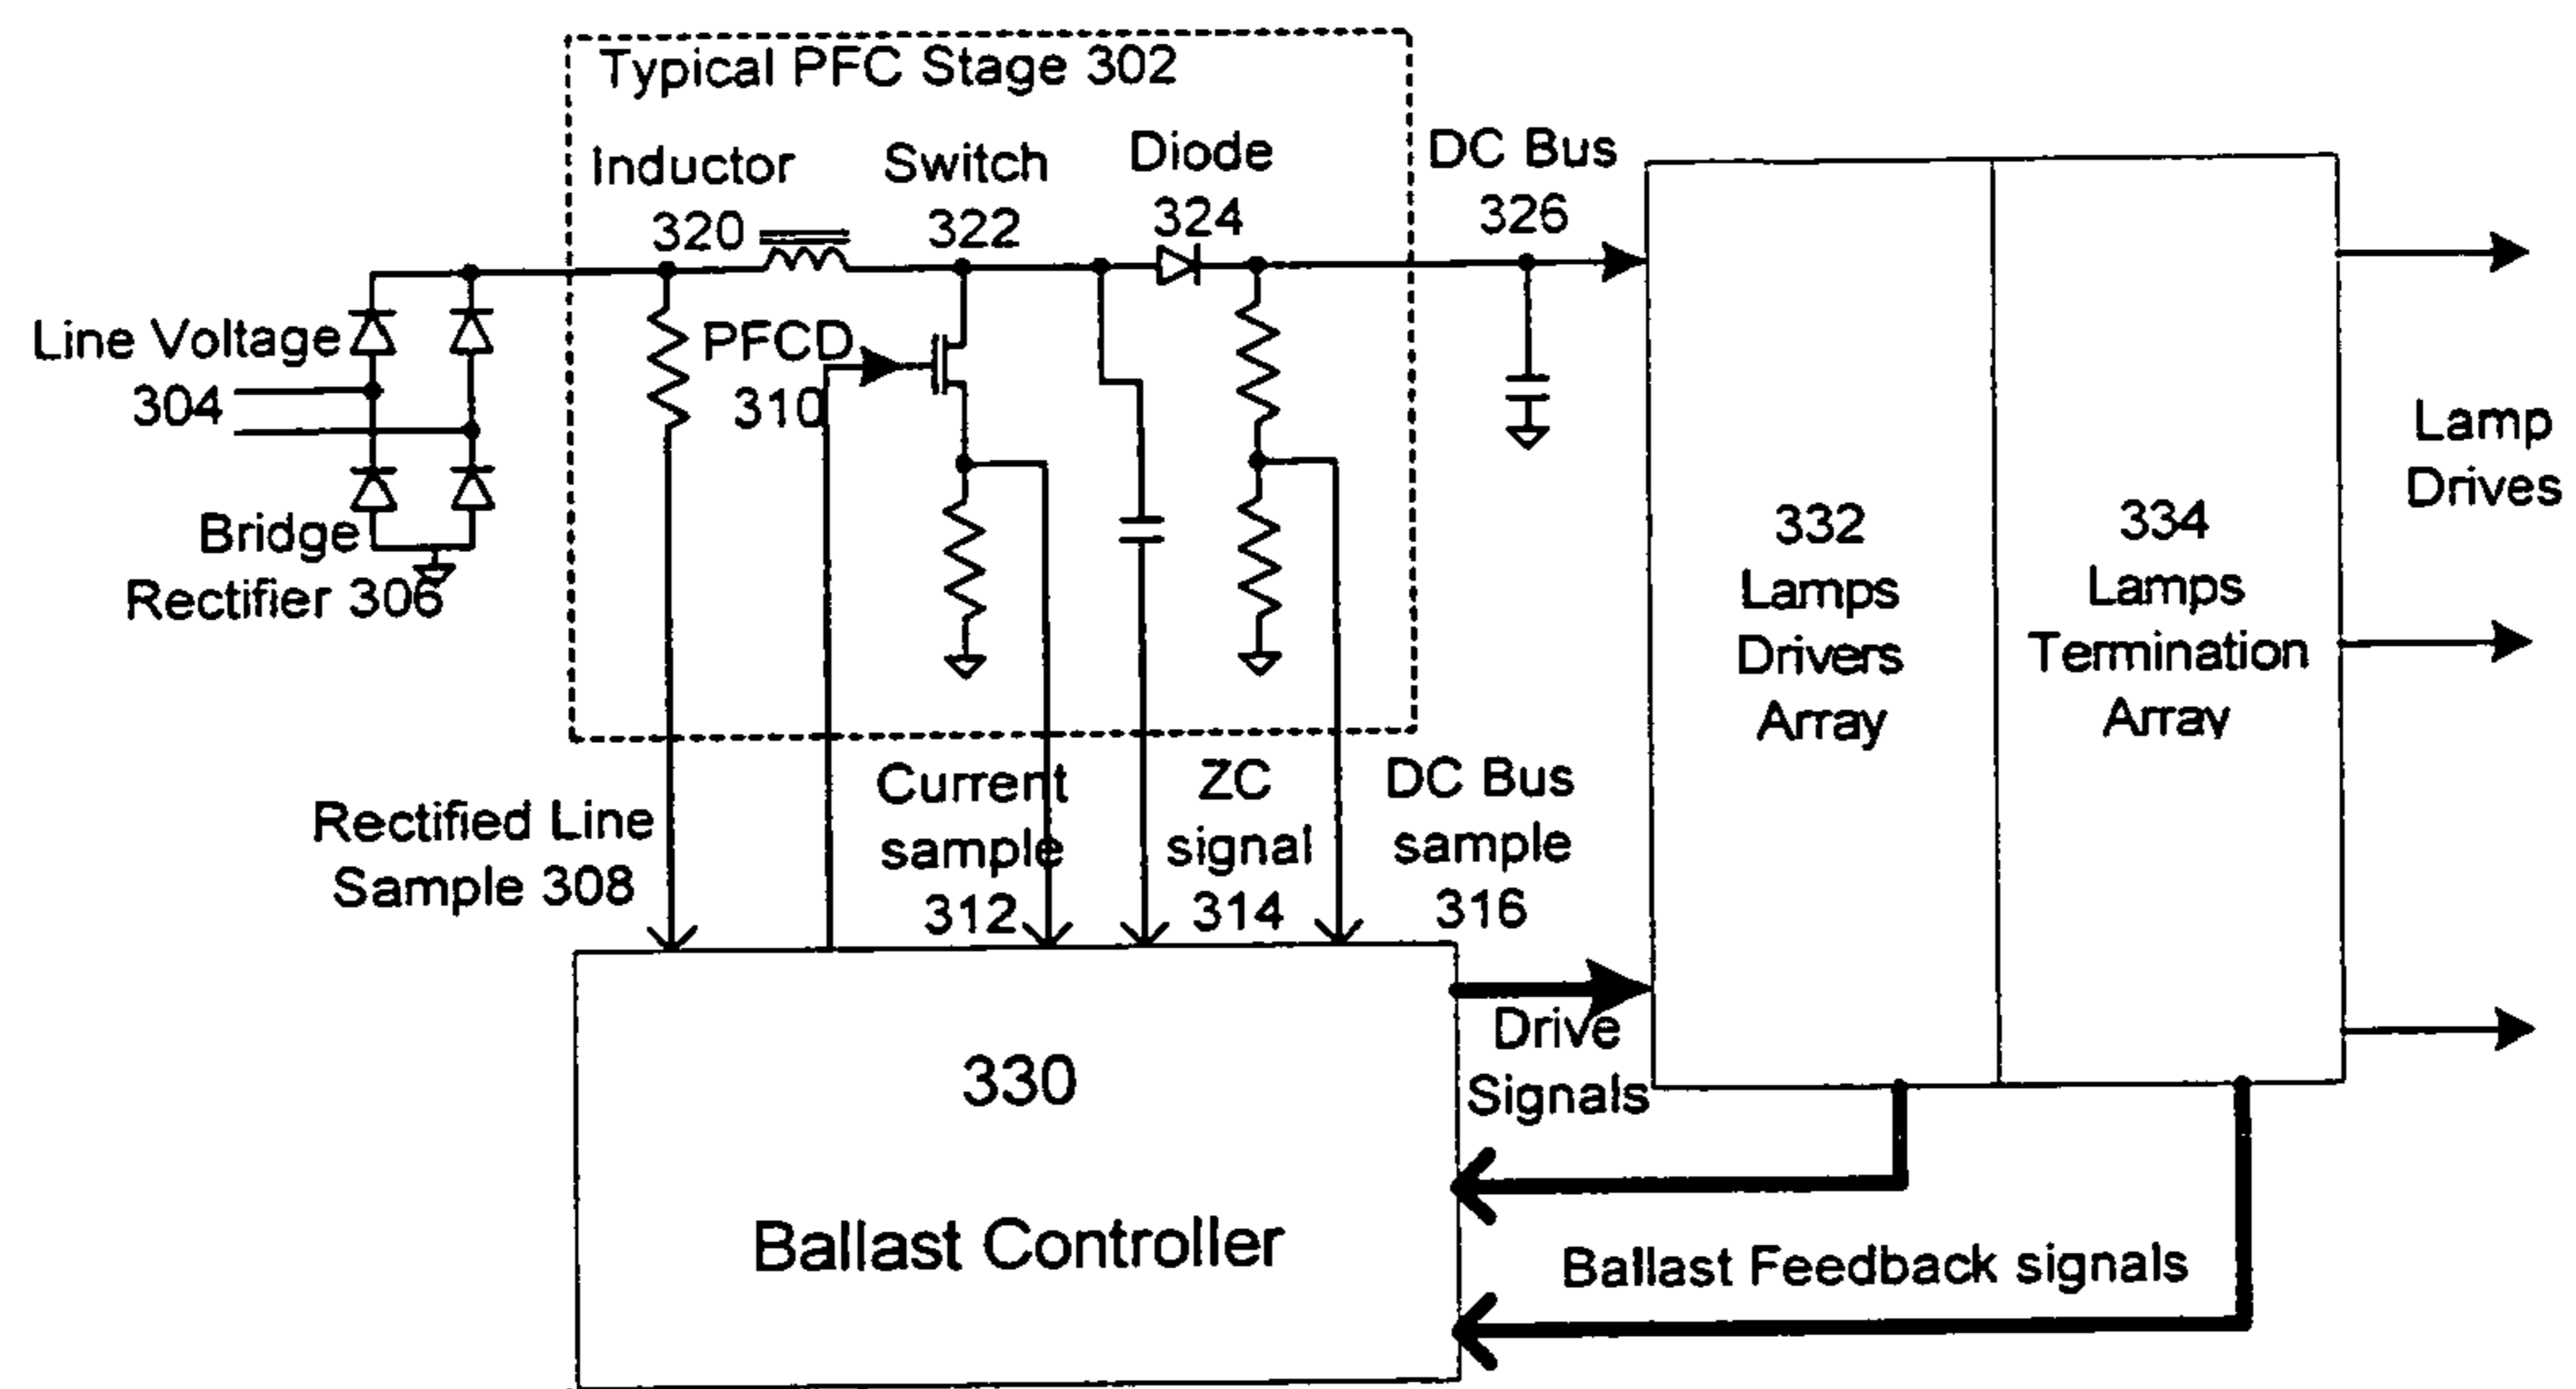 Typical PFC Stage 302
Inductor
320
Switch
322
Diode
324
DC Bus
326
Line Voltage
304
PFCD
310
Bridge
Rectifier 306
Lamp
Drives
332
Lamps
Drivers
Array
334
Lamps
Termination
Array
Rectified Line
Sample 308
Current
sample
312
ZC
signal
314
DC Bus
sample
316
Drive
Signals
330
Ballast Controller
Ballast Feedback signals